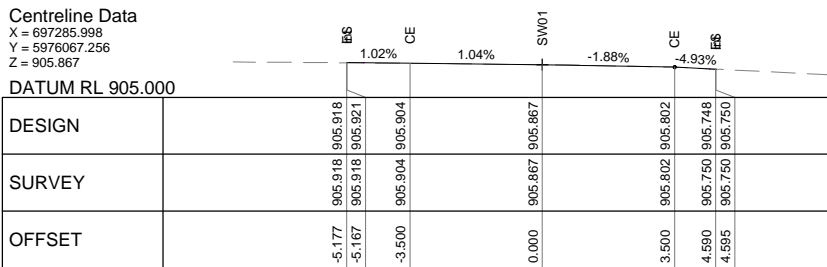 Centreline Data
X = 697285.998
Y = 5976067.256
Z = 905.867
DATUM RL 905.000
CE SW01 CE
1.02% 1.04% -1.88% -4.93%
DESIGN 905.918 905.921 905.904 905.867 905.802 905.748 905.750
SURVEY 905.918 905.918 905.904 905.867 905.802 905.750 905.750
OFFSET -5.177 -5.167 -3.500 0.000 3.500 4.590 4.595